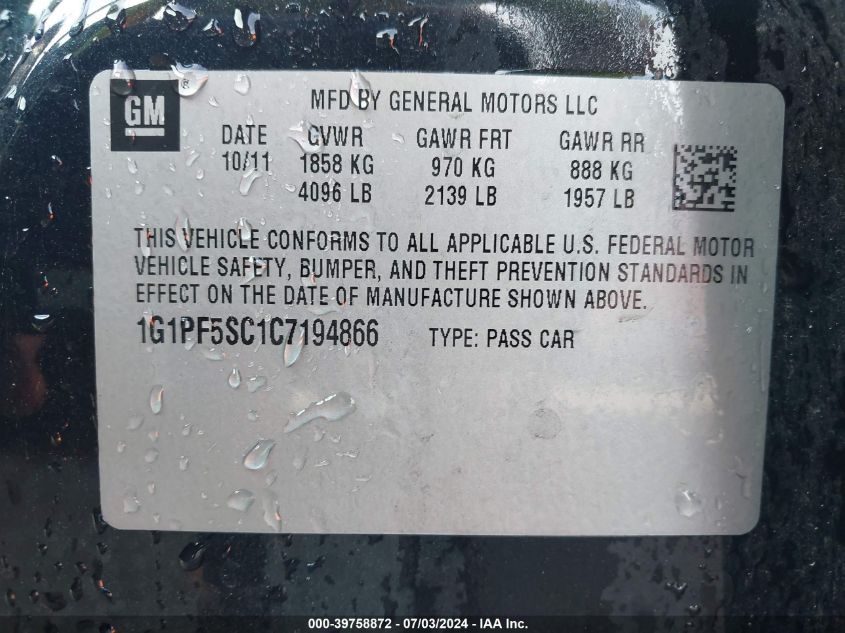 GM
MFD BY GENERAL MOTORS LLC
DATE GVWR GAWR FRT GAWR RR
10/11 1858 KG 970 KG 888 KG
4096 LB 2139 LB 1957 LB
THIS VEHICLE CONFORMS TO ALL APPLICABLE U.S. FEDERAL MOTOR
VEHICLE SAFETY, BUMPER, AND THEFT PREVENTION STANDARDS IN
EFFECT ON THE DATE OF MANUFACTURE SHOWN ABOVE.
1G1PF5SC1C7194866 TYPE: PASS CAR
000-39758872 - 07/03/2024 - IAA Inc.